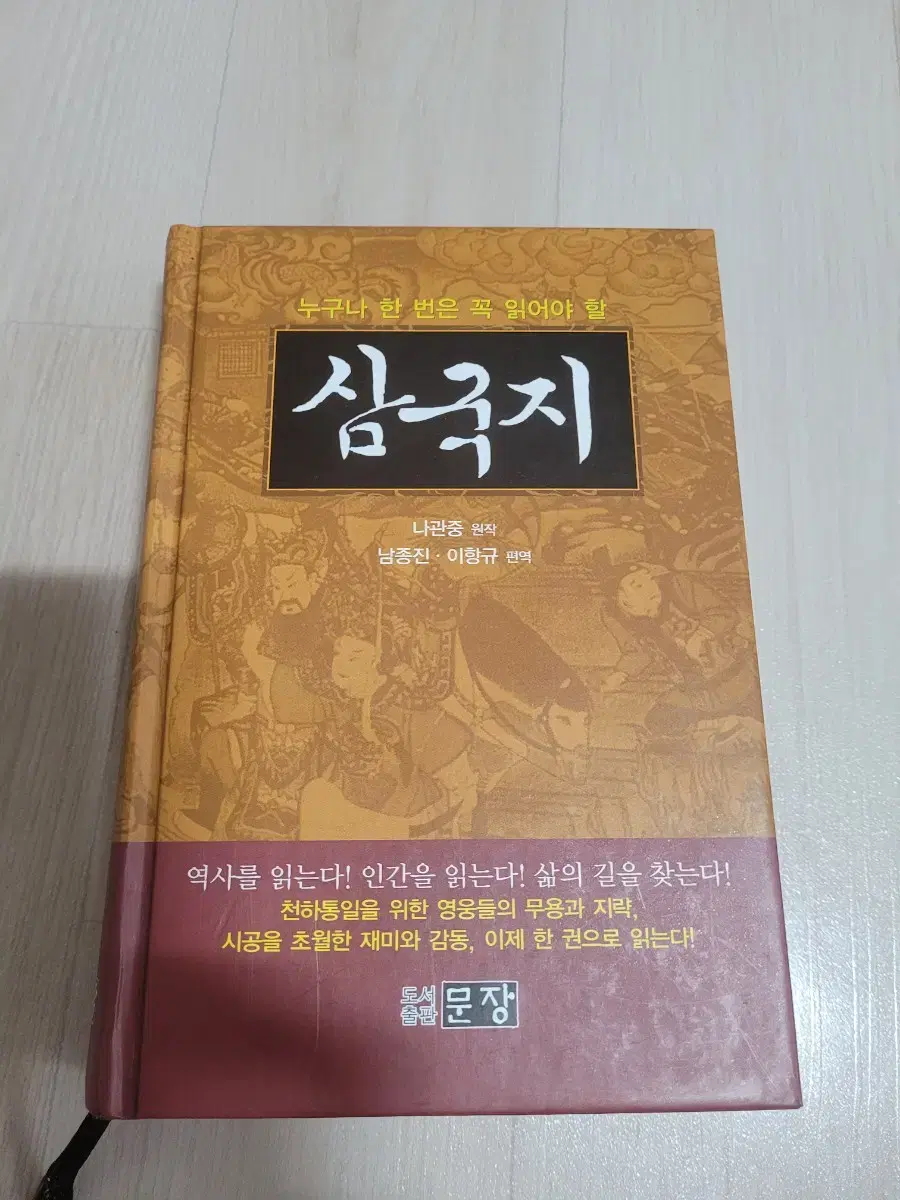 누구나 한 번은 꼭 읽어야 할
삼국지
나관중 원작
남종진 · 이항규 편역
역사를 읽는다! 인간을 읽는다! 삶의 길을 찾는다!
천하통일을 위한 영웅들의 무용과 지략,
시공을 초월한 재미와 감동, 이제 한 권으로 읽는다!
도서출판 문장